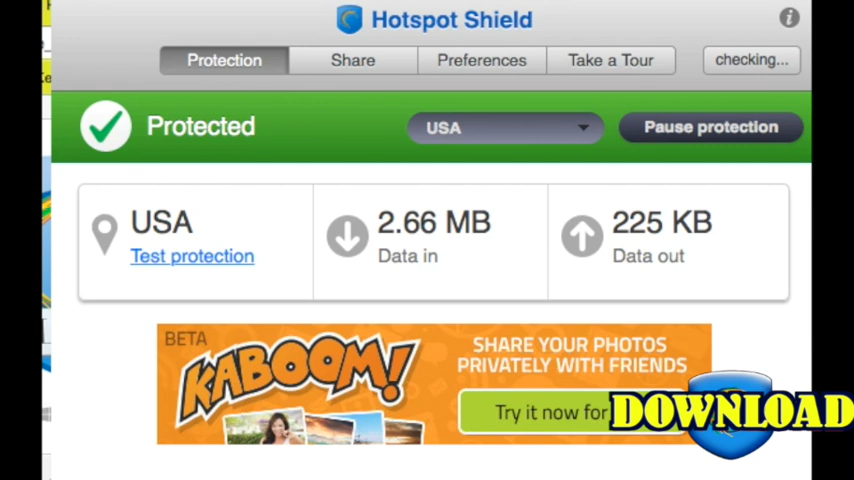 Hotspot Shield
Protection
Share
Preferences
Take a Tour
checking...
Protected
USA
Pause protection
USA
2.66 MB
225 KB
Test protection
Data in
Data out
BETA
KABOOM!
SHARE YOUR PHOTOS
PRIVATELY WITH FRIENDS
Try it now for
DOWNLOAD